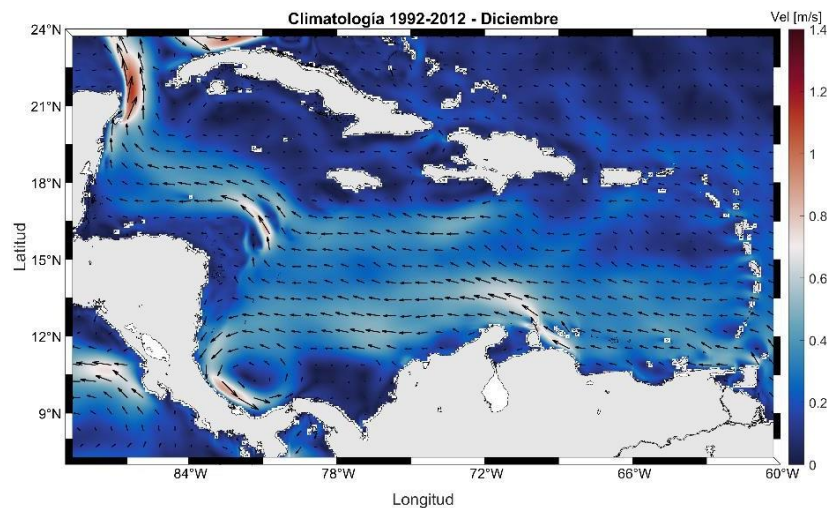 Climatología 1992-2012 - Diciembre
Vel [m/s]
24°N
21°N
18°N
15°N
12°N
9°N
Latitud
84°W
78°W
72°W
66°W
60°W
Longitud
1.4
1.2
1
0.8
0.6
0.4
0.2
0